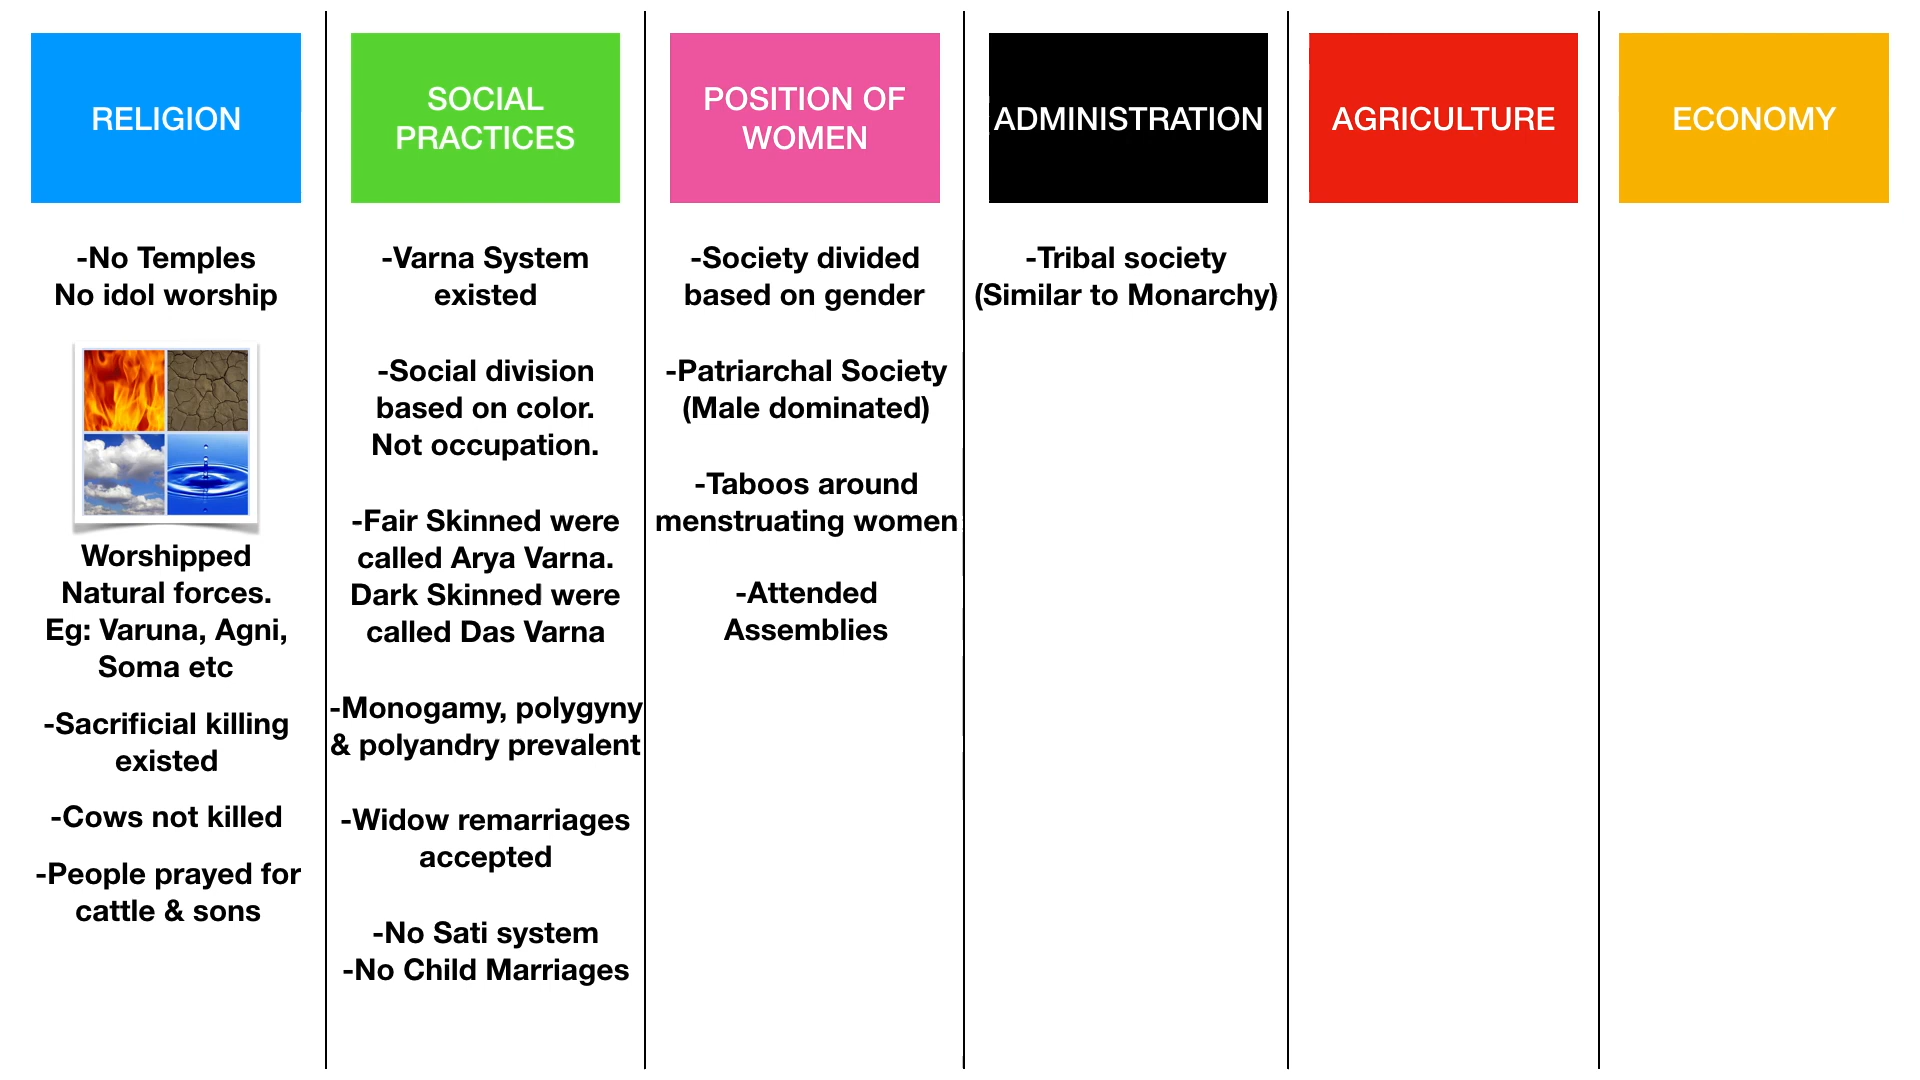 RELIGION
-No Temples
No idol worship
Worshipped
Natural forces.
Eg: Varuna, Agni,
Soma etc
-Sacrificial killing
existed
-Cows not killed
-People prayed for
cattle & sons
SOCIAL
PRACTICES
-Varna System
existed
-Social division
based on color.
Not occupation.
-Fair Skinned were
called Arya Varna.
Dark Skinned were
called Das Varna
-Monogamy, polygyny
& polyandry prevalent
-Widow remarriages
accepted
-No Sati system
-No Child Marriages
POSITION OF
WOMEN
-Society divided
based on gender
-Patriarchal Society
(Male dominated)
-Taboos around
menstruating women
-Attended
Assemblies
ADMINISTRATION
-Tribal society
(Similar to Monarchy)
AGRICULTURE
ECONOMY